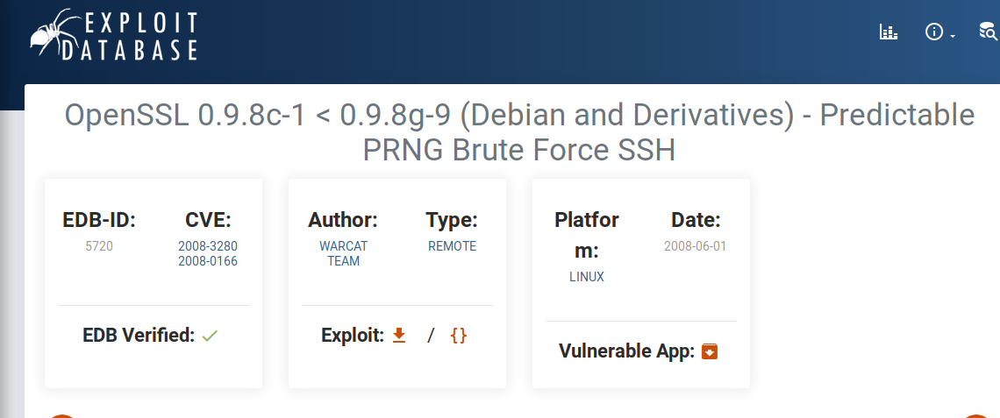 EXPLOIT
DATABASE
OpenSSL 0.9.8c-1 < 0.9.8g-9 (Debian and Derivatives) - Predictable
PRNG Brute Force SSH
EDB-ID:
5720
CVE:
2008-3280
2008-0166
EDB Verified:
Author:
WARCAT
TEAM
Type:
REMOTE
Exploit: / {}
Platfor
m:
LINUX
Date:
2008-06-01
Vulnerable App: